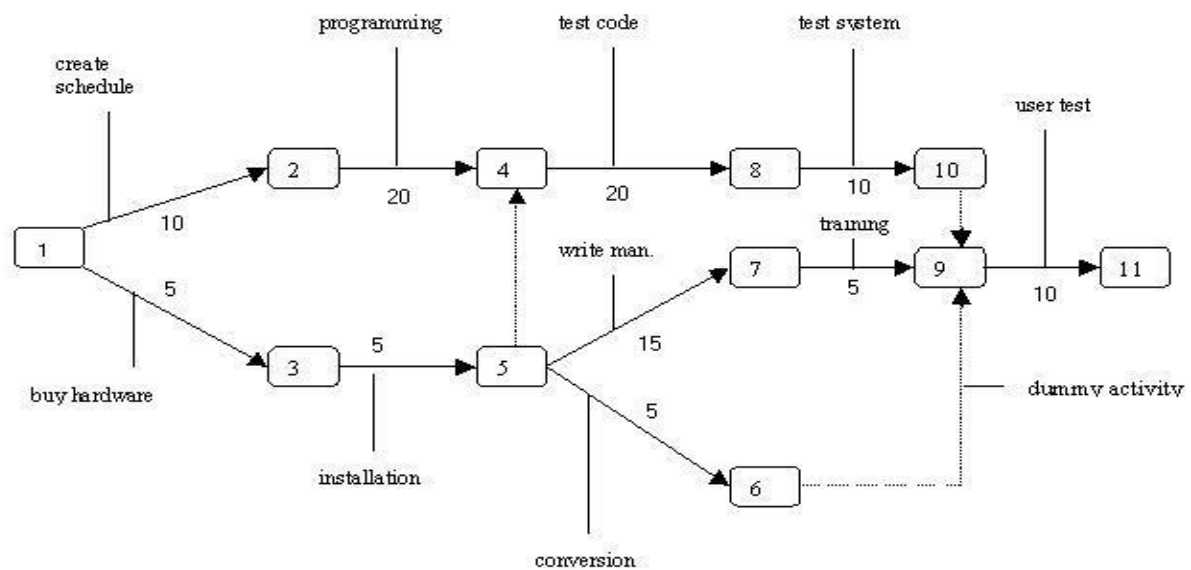 programming
test code
test system
create
schedule
user test
2
4
8
10
20
20
10
10
1
training
write man.
7
9
11
5
5
10
5
15
3
5
5
dummy activity
buy hardware
installation
6
conversion